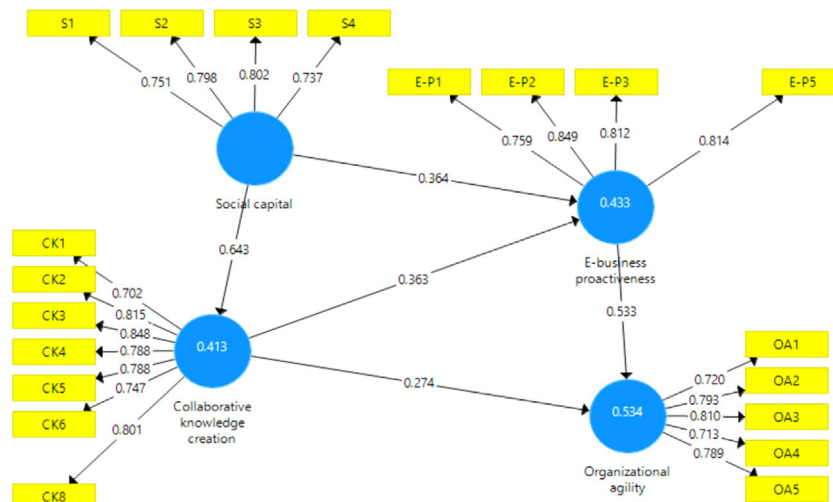 S1
S2
S3
S4
0.751
0.798
0.802
0.737
E-P1
E-P2
E-P3
E-P5
0.759
0.849
0.812
0.814
Social capital
0.364
0.433
E-business
proactiveness
0.643
0.363
0.533
CK1
CK2
CK3
CK4
CK5
CK6
CK8
0.702
0.815
0.848
0.788
0.788
0.747
0.801
0.413
Collaborative
knowledge
creation
0.274
0.534
Organizational
agility
0.720
0.793
0.810
0.713
0.789
OA1
OA2
OA3
OA4
OA5